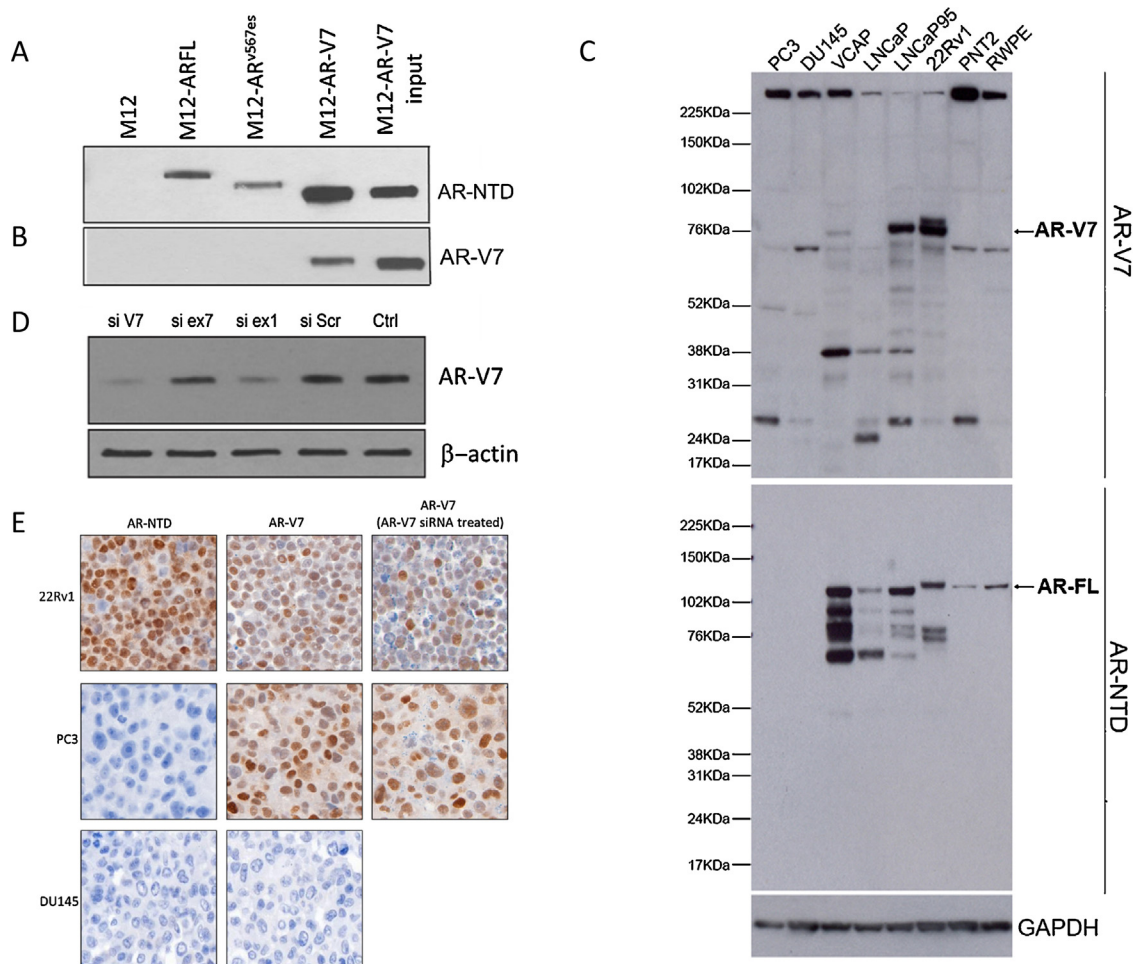 A
M12
M12-ARFL
M12-ARv567es
M12-AR-V7
M12-AR-V7 input
AR-NTD
B
AR-V7
D
si V7 si ex7 si ex1 si Scr Ctrl
AR-V7
β–actin
E
AR-NTD
AR-V7
AR-V7
(AR-V7 siRNA treated)
22Rv1
PC3
DU145
C
PC3
DU145
VCAP
LNCaP
LNCaP95
22Rv1
PNT2
RWPE
225KDa
150KDa
102KDa
76KDa
52KDa
38KDa
31KDa
24KDa
17KDa
AR-V7
AR-V7
225KDa
150KDa
102KDa
76KDa
52KDa
38KDa
31KDa
24KDa
17KDa
AR-FL
AR-NTD
GAPDH